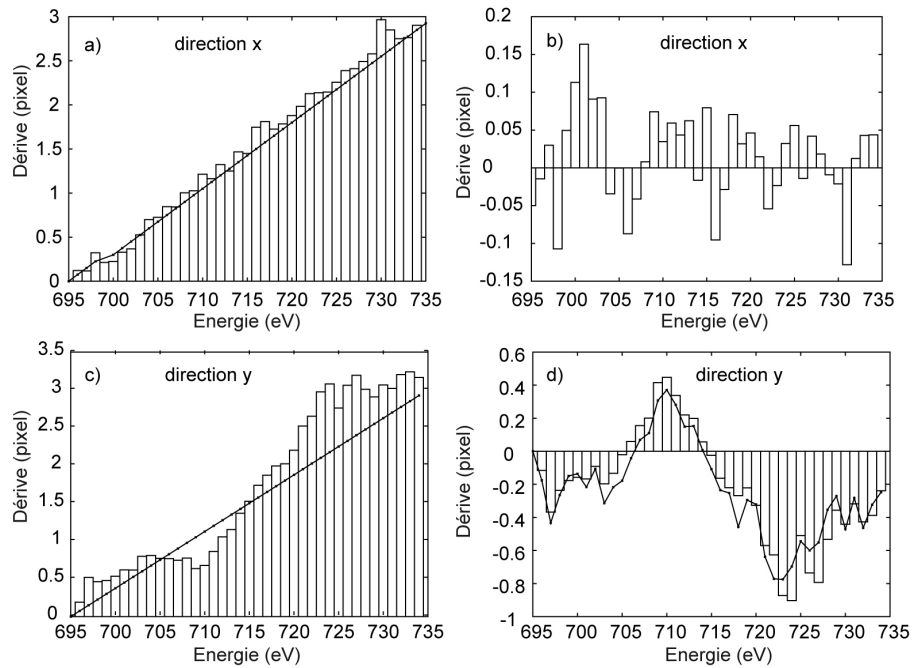 a)
direction x
Dérive (pixel)
3
2.5
2
1.5
1
0.5
0
695 700 705 710 715 720 725 730 735
Energie (eV)
b)
direction x
Dérive (pixel)
0.2
0.15
0.1
0.05
0
-0.05
-0.1
-0.15
695 700 705 710 715 720 725 730 735
Energie (eV)
c)
direction y
Dérive (pixel)
3.5
3
2.5
2
1.5
1
0.5
0
695 700 705 710 715 720 725 730 735
Energie (eV)
d)
direction y
Dérive (pixel)
0.6
0.4
0.2
0
-0.2
-0.4
-0.6
-0.8
-1
695 700 705 710 715 720 725 730 735
Energie (eV)